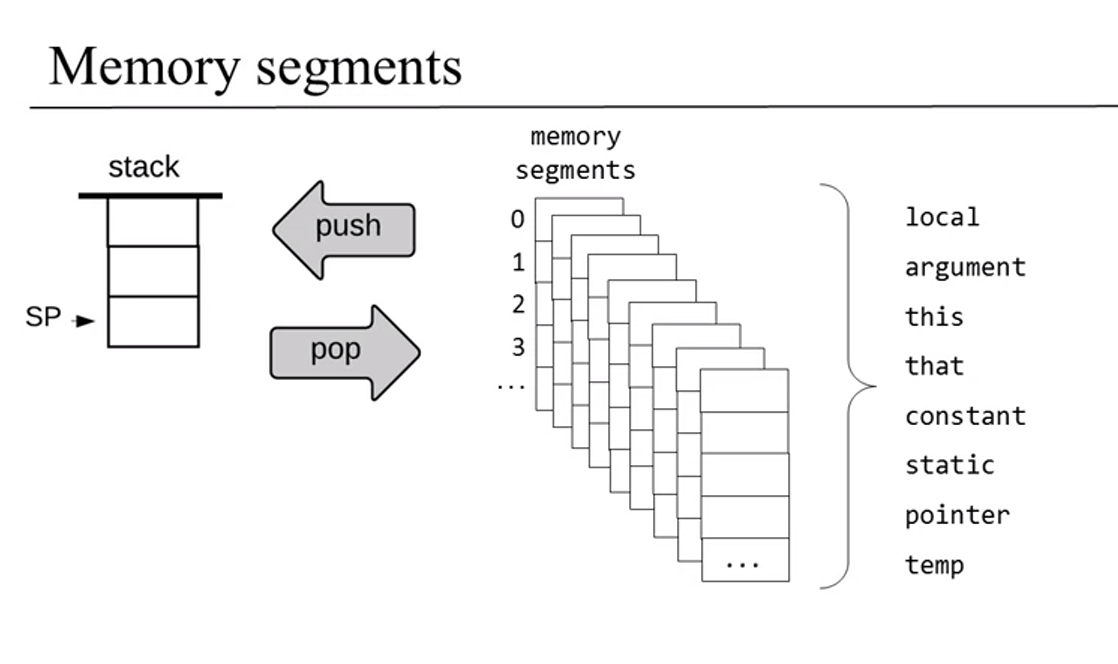 Memory segments
stack
SP
push
pop
memory
segments
0
1
2
3
...
...
local
argument
this
that
constant
static
pointer
temp